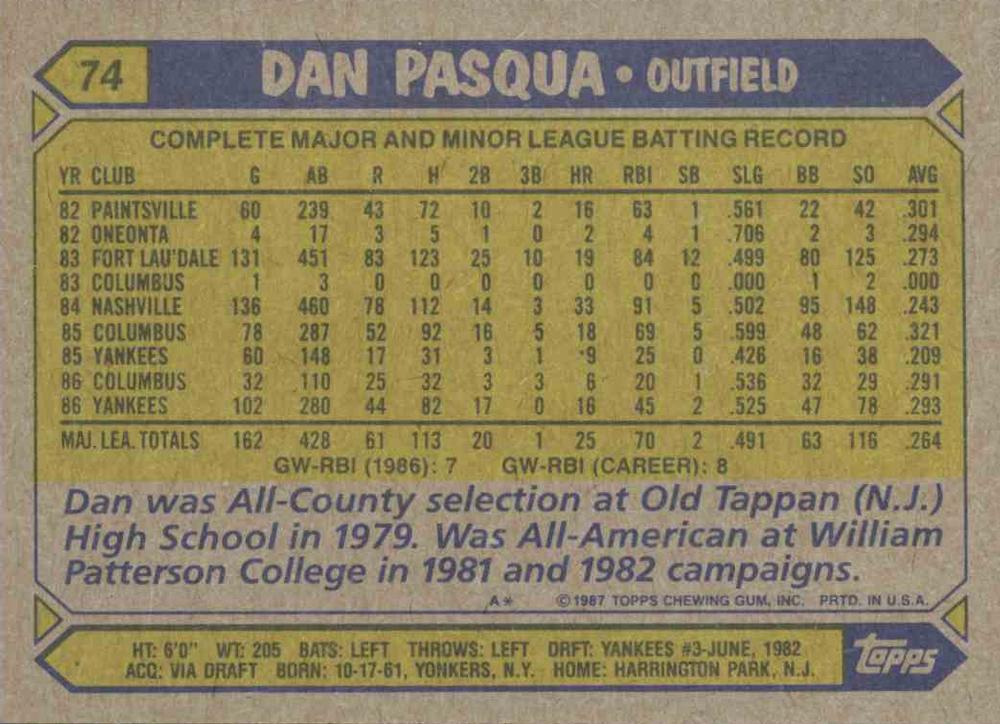 74 DAN PASQUA • OUTFIELD
COMPLETE MAJOR AND MINOR LEAGUE BATTING RECORD
YR CLUB G AB R H 2B 3B HR RBI SB SLG BB SO AVG
82 PAINTSVILLE 60 239 43 72 10 2 16 63 1 .561 22 42 .301
82 ONEONTA 4 17 3 5 1 0 2 4 1 .706 2 3 .294
83 FORT LAU'DALE 131 451 83 123 25 10 19 84 12 .499 80 125 .273
83 COLUMBUS 1 3 0 0 0 0 0 0 0 .000 1 2 .000
84 NASHVILLE 136 460 78 112 14 3 33 91 5 .502 95 148 .243
85 COLUMBUS 78 287 52 92 16 5 18 69 5 .599 48 62 .321
85 YANKEES 60 148 17 31 3 1 9 25 0 .426 16 38 .209
86 COLUMBUS 32 110 25 32 3 3 6 20 1 .536 32 29 .291
86 YANKEES 102 280 44 82 17 0 16 45 2 .525 47 78 .293
MAJ. LEA. TOTALS 162 428 61 113 20 1 25 70 2 .491 63 116 .264
GW-RBI (1986): 7 GW-RBI (CAREER): 8
Dan was All-County selection at Old Tappan (N.J.)
High School in 1979. Was All-American at William
Patterson College in 1981 and 1982 campaigns.
A* © 1987 TOPPS CHEWING GUM, INC. PRTD. IN U.S.A.
HT: 6'0" WT: 205 BATS: LEFT THROWS: LEFT DRFT: YANKEES #3-JUNE, 1982
ACQ: VIA DRAFT BORN: 10-17-61, YONKERS, N.Y. HOME: HARRINGTON PARK, N.J.
Topps